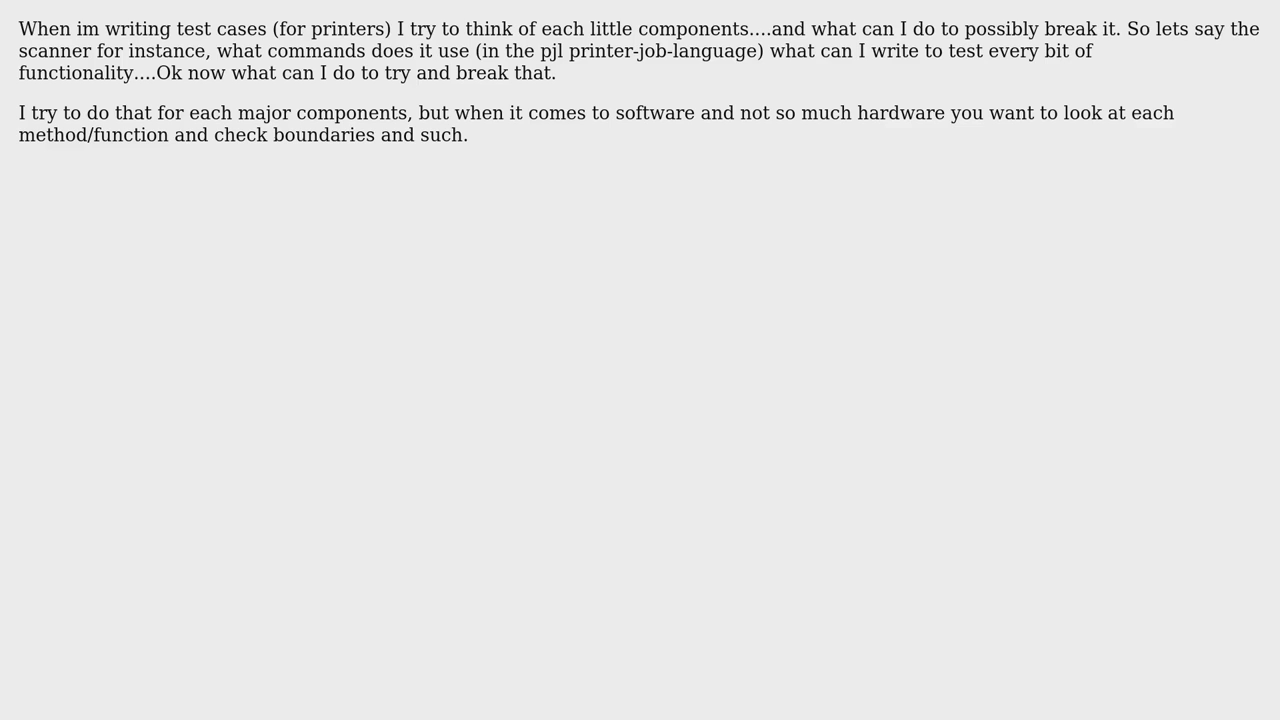 When im writing test cases (for printers) I try to think of each little components....and what can I do to possibly break it. So lets say the
scanner for instance, what commands does it use (in the pjl printer-job-language) what can I write to test every bit of
functionality....Ok now what can I do to try and break that.
I try to do that for each major components, but when it comes to software and not so much hardware you want to look at each
method/function and check boundaries and such.